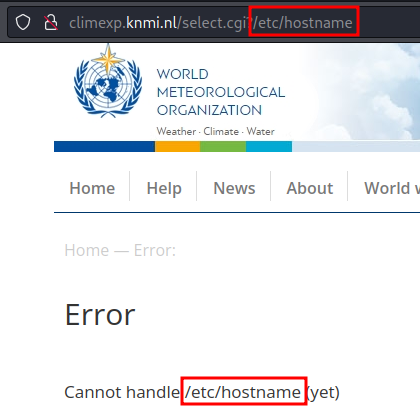 climexp.knmi.nl/select.cgi?/etc/hostname
WORLD
METEOROLOGICAL
ORGANIZATION
Weather · Climate · Water
Home
Help
News
About
World
Home — Error:
Error
Cannot handle /etc/hostname (yet)